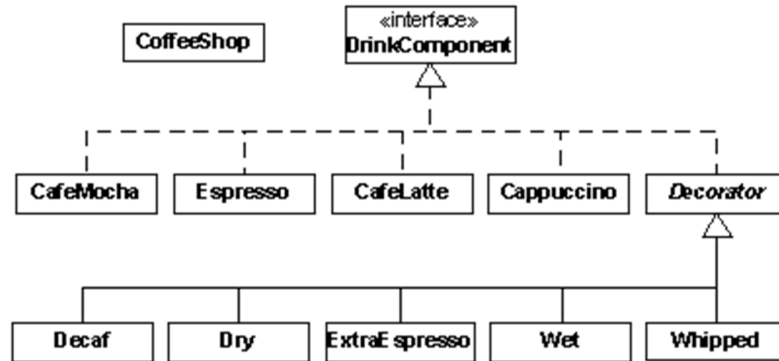 CoffeeShop
«interface»
DrinkComponent
CafeMocha
Espresso
CafeLatte
Cappuccino
Decorator
Decaf
Dry
ExtraEspresso
Wet
Whipped